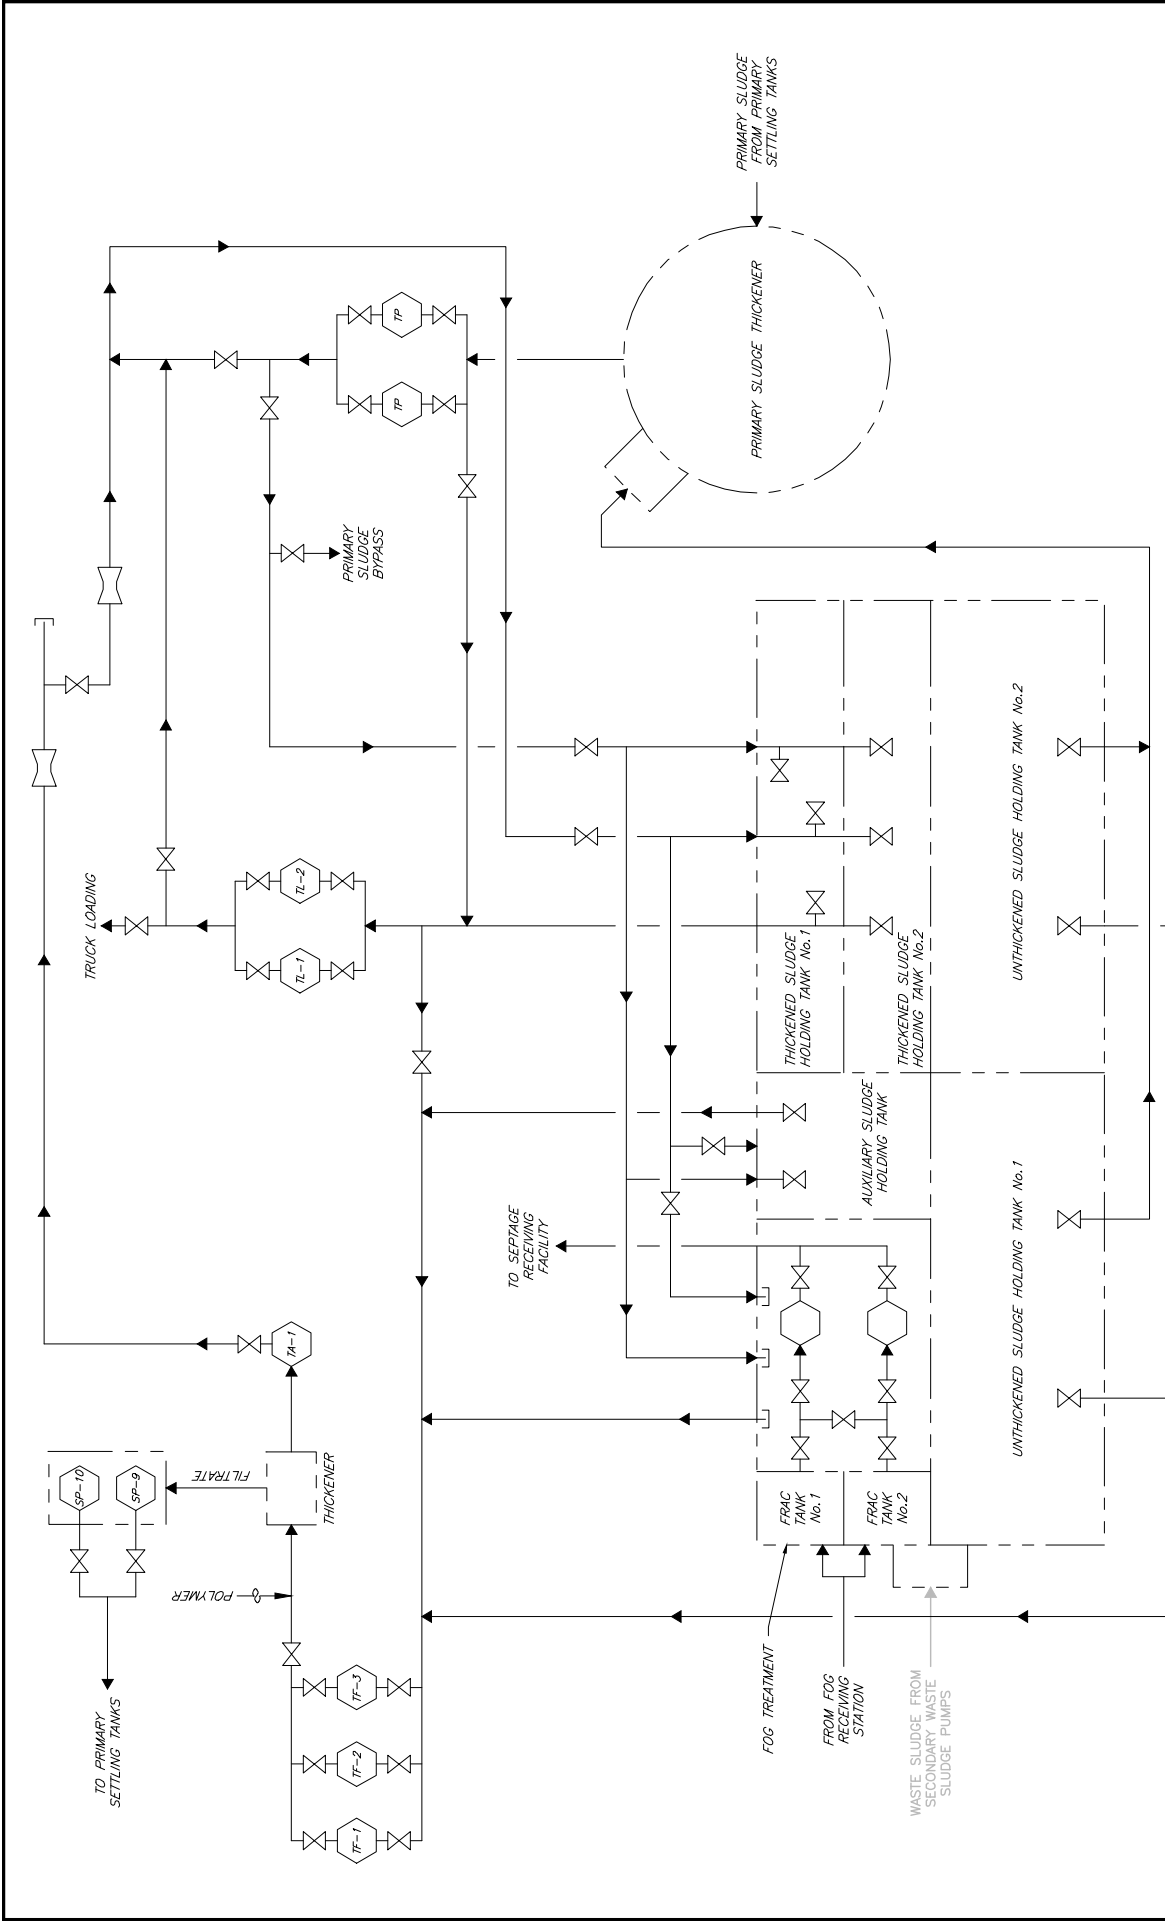 TO PRIMARY
SETTLING TANKS
SP-10
SP-9
FILTRATE
POLYMER
THICKENER
TA-1
TF-1
TF-2
TF-3
TRUCK LOADING
TL-1
TL-2
TP
TP
PRIMARY
SLUDGE
BYPASS
PRIMARY SLUDGE
FROM PRIMARY
SETTLING TANKS
PRIMARY SLUDGE THICKENER
TO SEPTAGE
RECEIVING
FACILITY
FOG TREATMENT
FROM FOG
RECEIVING
STATION
WASTE SLUDGE FROM
SECONDARY WASTE
SLUDGE PUMPS
FRAC
TANK
No.1
FRAC
TANK
No.2
AUXILIARY SLUDGE
HOLDING TANK
THICKENED SLUDGE
HOLDING TANK No.1
THICKENED SLUDGE
HOLDING TANK No.2
UNTHICKENED SLUDGE HOLDING TANK No.1
UNTHICKENED SLUDGE HOLDING TANK No.2